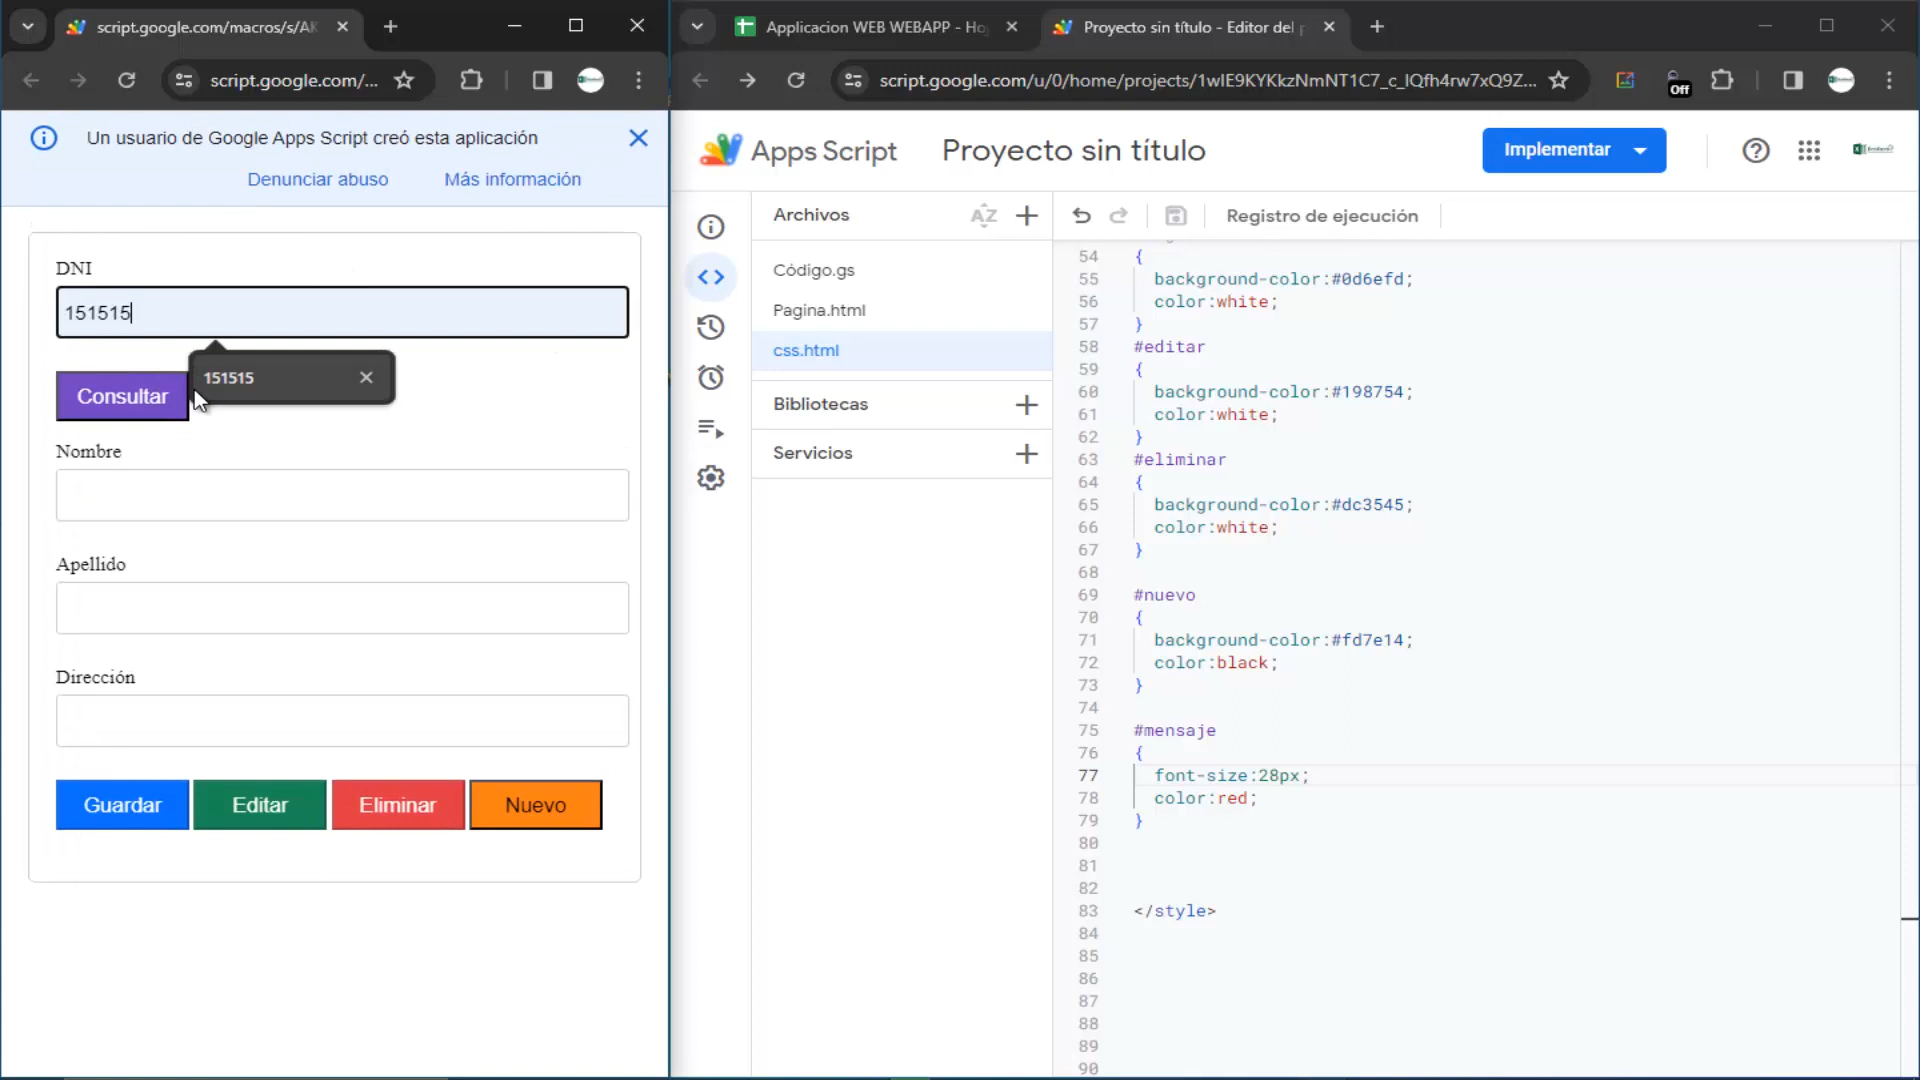 script.google.com/macros/s/AK
script.google.com/...
Un usuario de Google Apps Script creó esta aplicación
Denunciar abuso
Más información
DNI
151515
151515
Consultar
Nombre
Apellido
Dirección
Guardar
Editar
Eliminar
Nuevo
Applicacion WEB WEBAPP - Ho
Proyecto sin título - Editor del p
script.google.com/u/0/home/projects/1wIE9KYKkzNmNT1C7_c_IQfh4rw7xQ9Z...
Off
Apps Script
Proyecto sin título
Implementar
Archivos
AZ
Registro de ejecución
Código.gs
Pagina.html
css.html
Bibliotecas
Servicios
54 {
55 background-color:#0d6efd;
56 color:white;
57 }
58 #editar
59 {
60 background-color:#198754;
61 color:white;
62 }
63 #eliminar
64 {
65 background-color:#dc3545;
66 color:white;
67 }
68
69 #nuevo
70 {
71 background-color:#fd7e14;
72 color:black;
73 }
74
75 #mensaje
76 {
77 font-size:28px;
78 color:red;
79 }
80
81
82
83 </style>
84
85
86
87
88
89
90